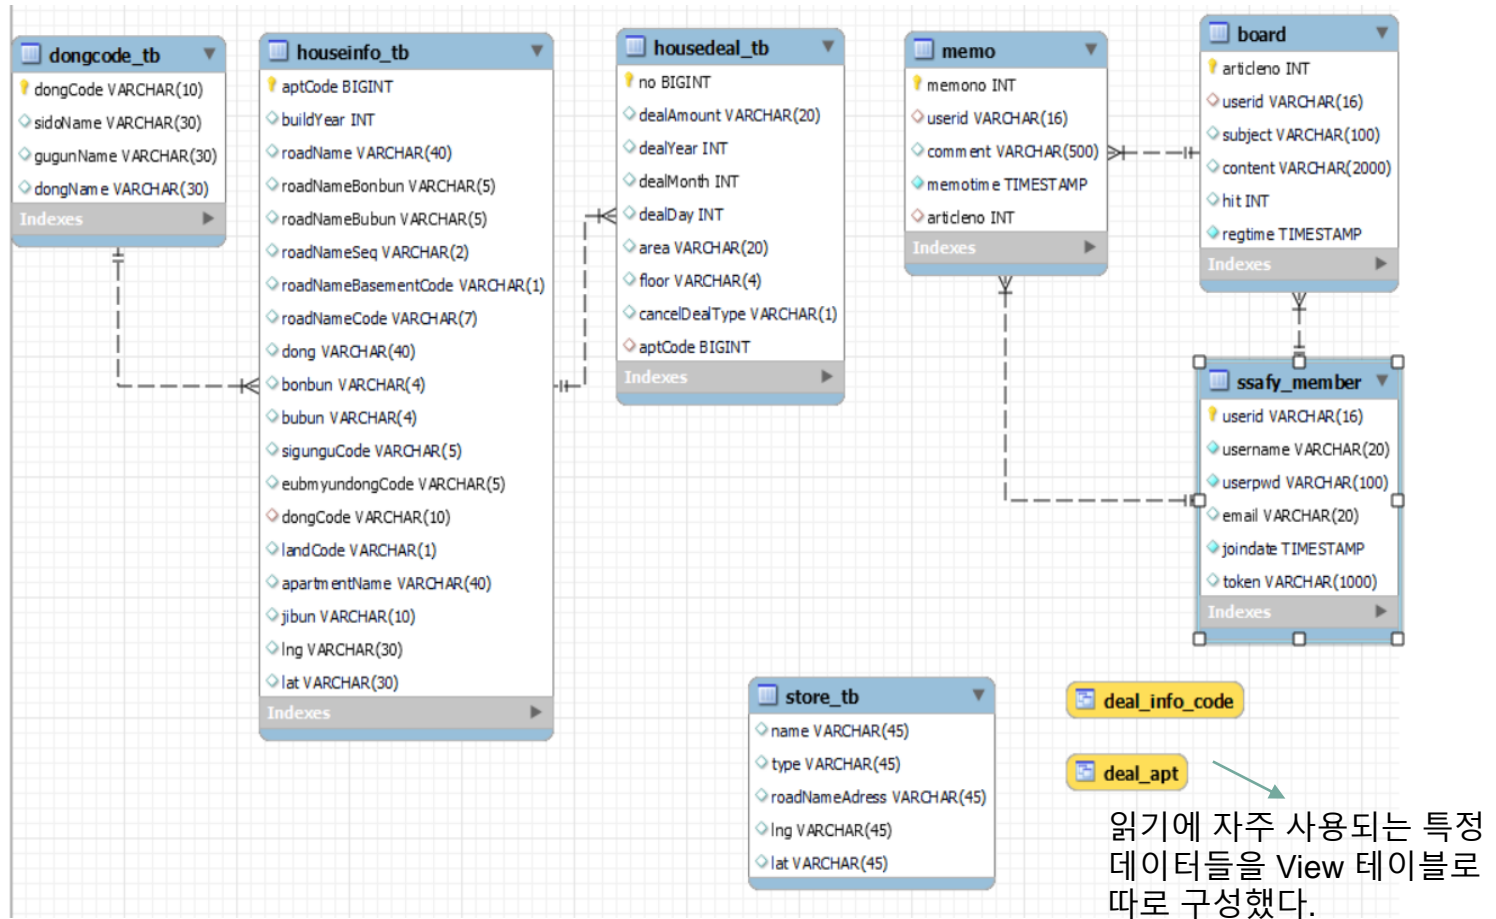 dongcode_tb
dongCode VARCHAR(10)
sidoName VARCHAR(30)
gugunName VARCHAR(30)
dongName VARCHAR(30)
Indexes
houseinfo_tb
aptCode BIGINT
buildYear INT
roadName VARCHAR(40)
roadNameBonbun VARCHAR(5)
roadNameBubun VARCHAR(5)
roadNameSeq VARCHAR(2)
roadNameBasementCode VARCHAR(1)
roadNameCode VARCHAR(7)
dong VARCHAR(40)
bonbun VARCHAR(4)
bubun VARCHAR(4)
sigunguCode VARCHAR(5)
eubmyundongCode VARCHAR(5)
dongCode VARCHAR(10)
landCode VARCHAR(1)
apartmentName VARCHAR(40)
jibun VARCHAR(10)
lng VARCHAR(30)
lat VARCHAR(30)
Indexes
housedeal_tb
no BIGINT
dealAmount VARCHAR(20)
dealYear INT
dealMonth INT
dealDay INT
area VARCHAR(20)
floor VARCHAR(4)
cancelDealType VARCHAR(1)
aptCode BIGINT
Indexes
memo
memono INT
userid VARCHAR(16)
comment VARCHAR(500)
memotime TIMESTAMP
articleno INT
Indexes
board
articleno INT
userid VARCHAR(16)
subject VARCHAR(100)
content VARCHAR(2000)
hit INT
regtime TIMESTAMP
Indexes
ssafy_member
userid VARCHAR(16)
username VARCHAR(20)
userpwd VARCHAR(100)
email VARCHAR(20)
joindate TIMESTAMP
token VARCHAR(1000)
Indexes
store_tb
name VARCHAR(45)
type VARCHAR(45)
roadNameAdress VARCHAR(45)
lng VARCHAR(45)
lat VARCHAR(45)
deal_info_code
deal_apt
읽기에 자주 사용되는 특정
데이터들을 View 테이블로
따로 구성했다.